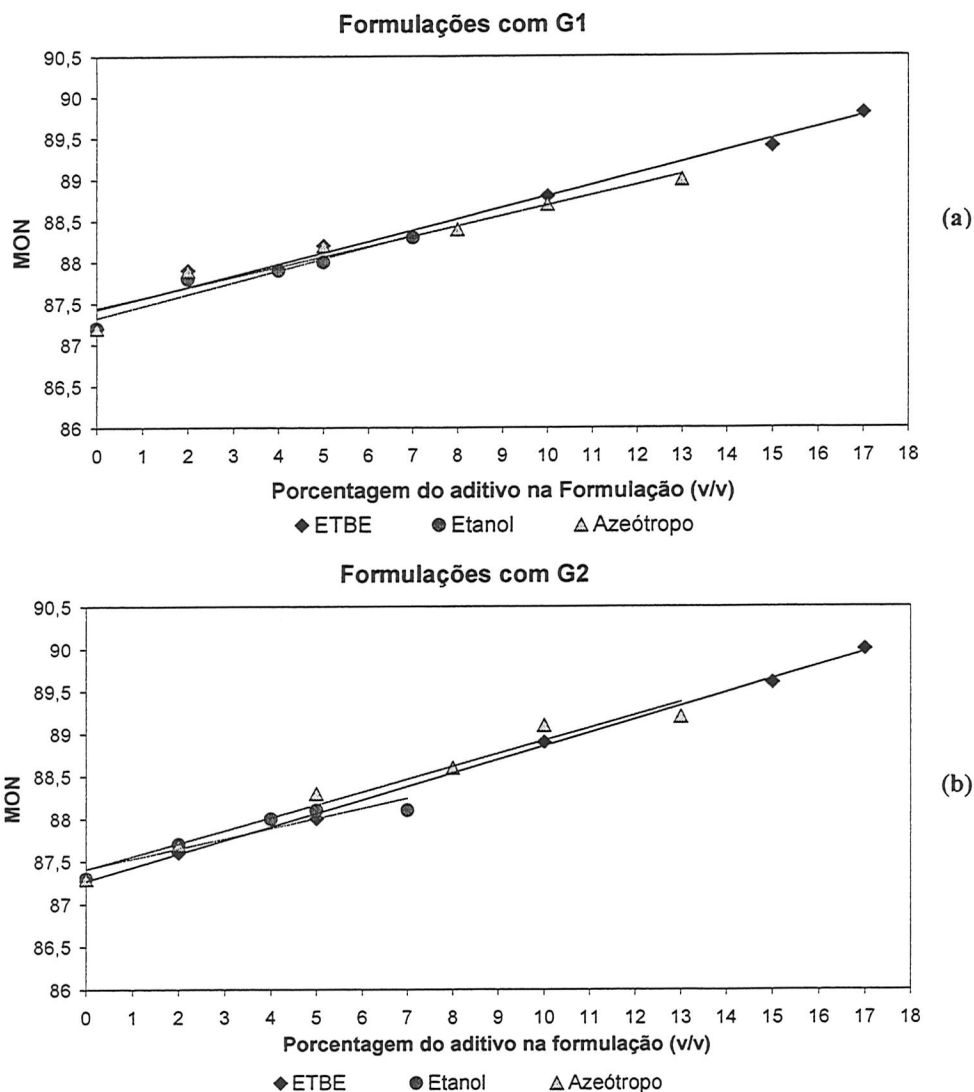 Formulações com G1
90,5
90
89,5
89
88,5
88
87,5
87
86,5
86
MON
0 1 2 3 4 5 6 7 8 9 10 11 12 13 14 15 16 17 18
Porcentagem do aditivo na Formulação (v/v)
ETBE Etanol Azeótropo
(a)
Formulações com G2
90,5
90
89,5
89
88,5
88
87,5
87
86,5
86
MON
0 1 2 3 4 5 6 7 8 9 10 11 12 13 14 15 16 17 18
Porcentagem do aditivo na formulação (v/v)
ETBE Etanol Azeótropo
(b)